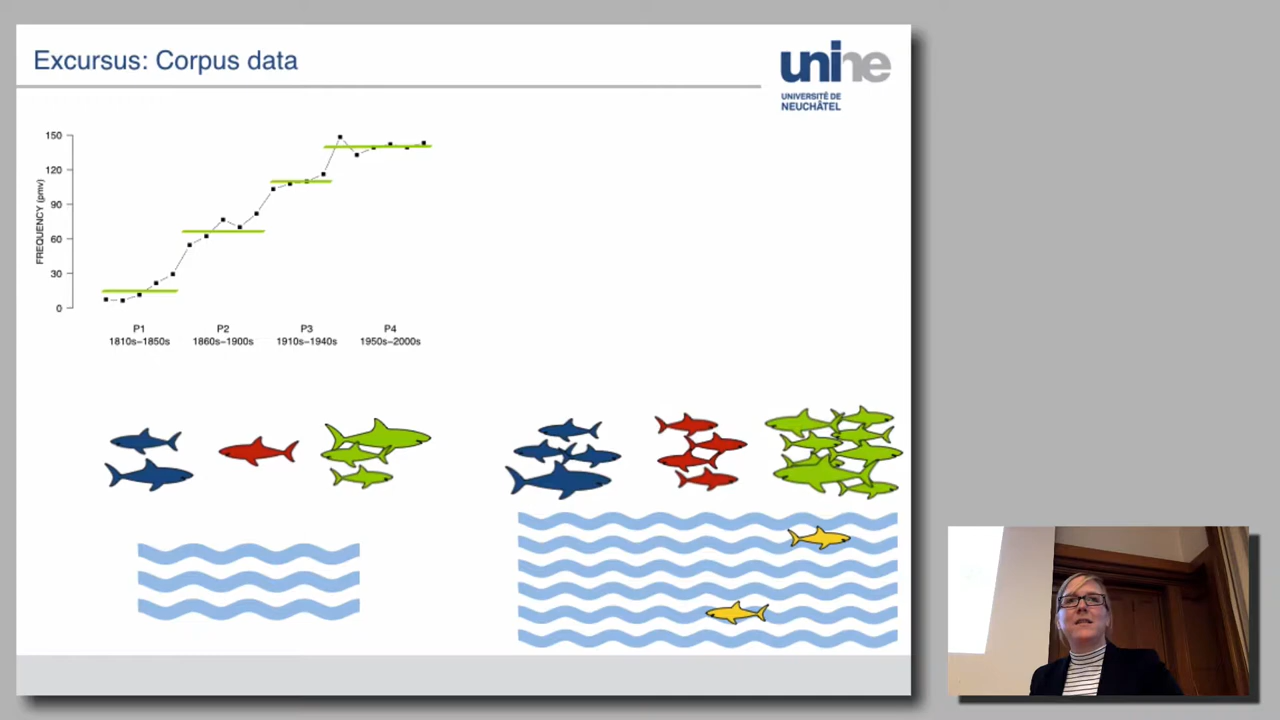 Excursus: Corpus data
unine
UNIVERSITÉ DE
NEUCHÂTEL
150
120
90
60
30
0
FREQUENCY (pmw)
P1 P2 P3 P4
1810s–1850s 1860s–1900s 1910s–1940s 1950s–2000s